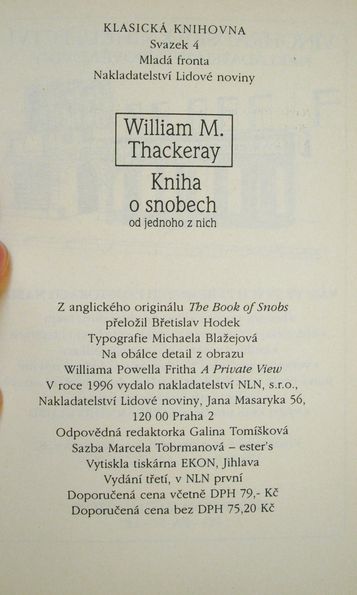 KLASICKÁ KNIHOVNA
Svazek 4
Mladá fronta
Nakladatelství Lidové noviny
William M.
Thackeray
Kniha
o snobech
od jednoho z nich
Z anglického originálu The Book of Snobs
přeložil Břetislav Hodek
Typografie Michaela Blažejová
Na obálce detail z obrazu
Williama Powella Fritha A Private View
V roce 1996 vydalo nakladatelství NLN, s.r.o.,
Nakladatelství Lidové noviny, Jana Masaryka 56,
120 00 Praha 2
Odpovědná redaktorka Galina Tomíšková
Sazba Marcela Tobrmanová – ester's
Vytiskla tiskárna EKON, Jihlava
Vydání třetí, v NLN první
Doporučená cena včetně DPH 79,- Kč
Doporučená cena bez DPH 75,20 Kč